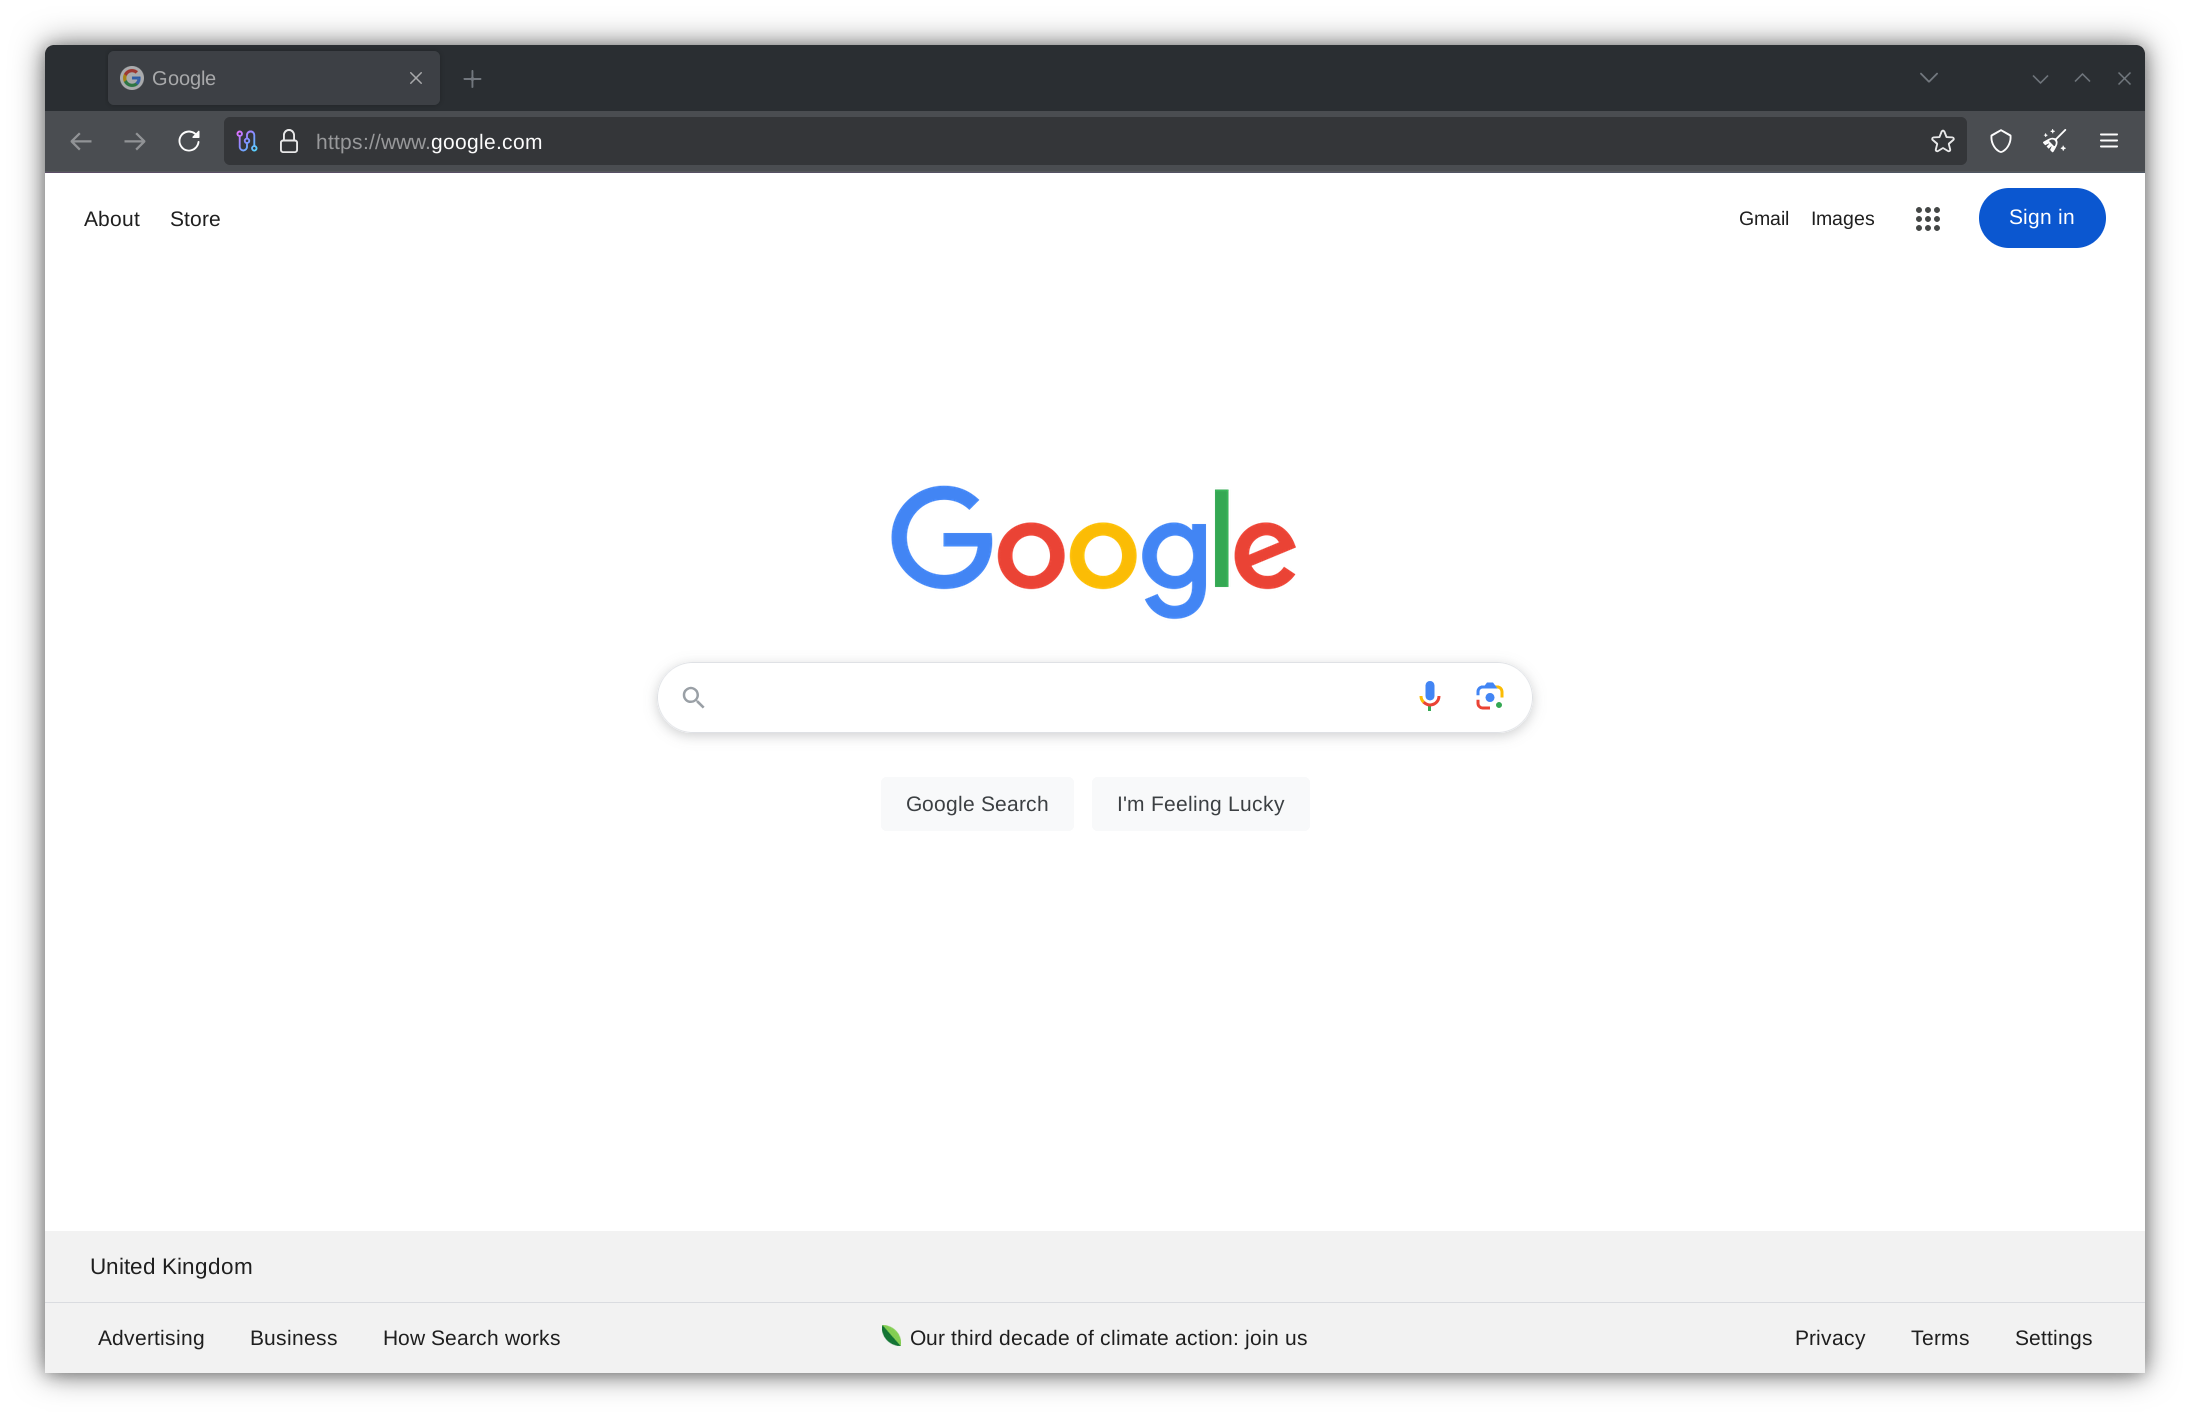 Google
https://www.google.com
About Store Gmail Images Sign in
Google
Google Search I'm Feeling Lucky
United Kingdom
Advertising Business How Search works Our third decade of climate action: join us Privacy Terms Settings